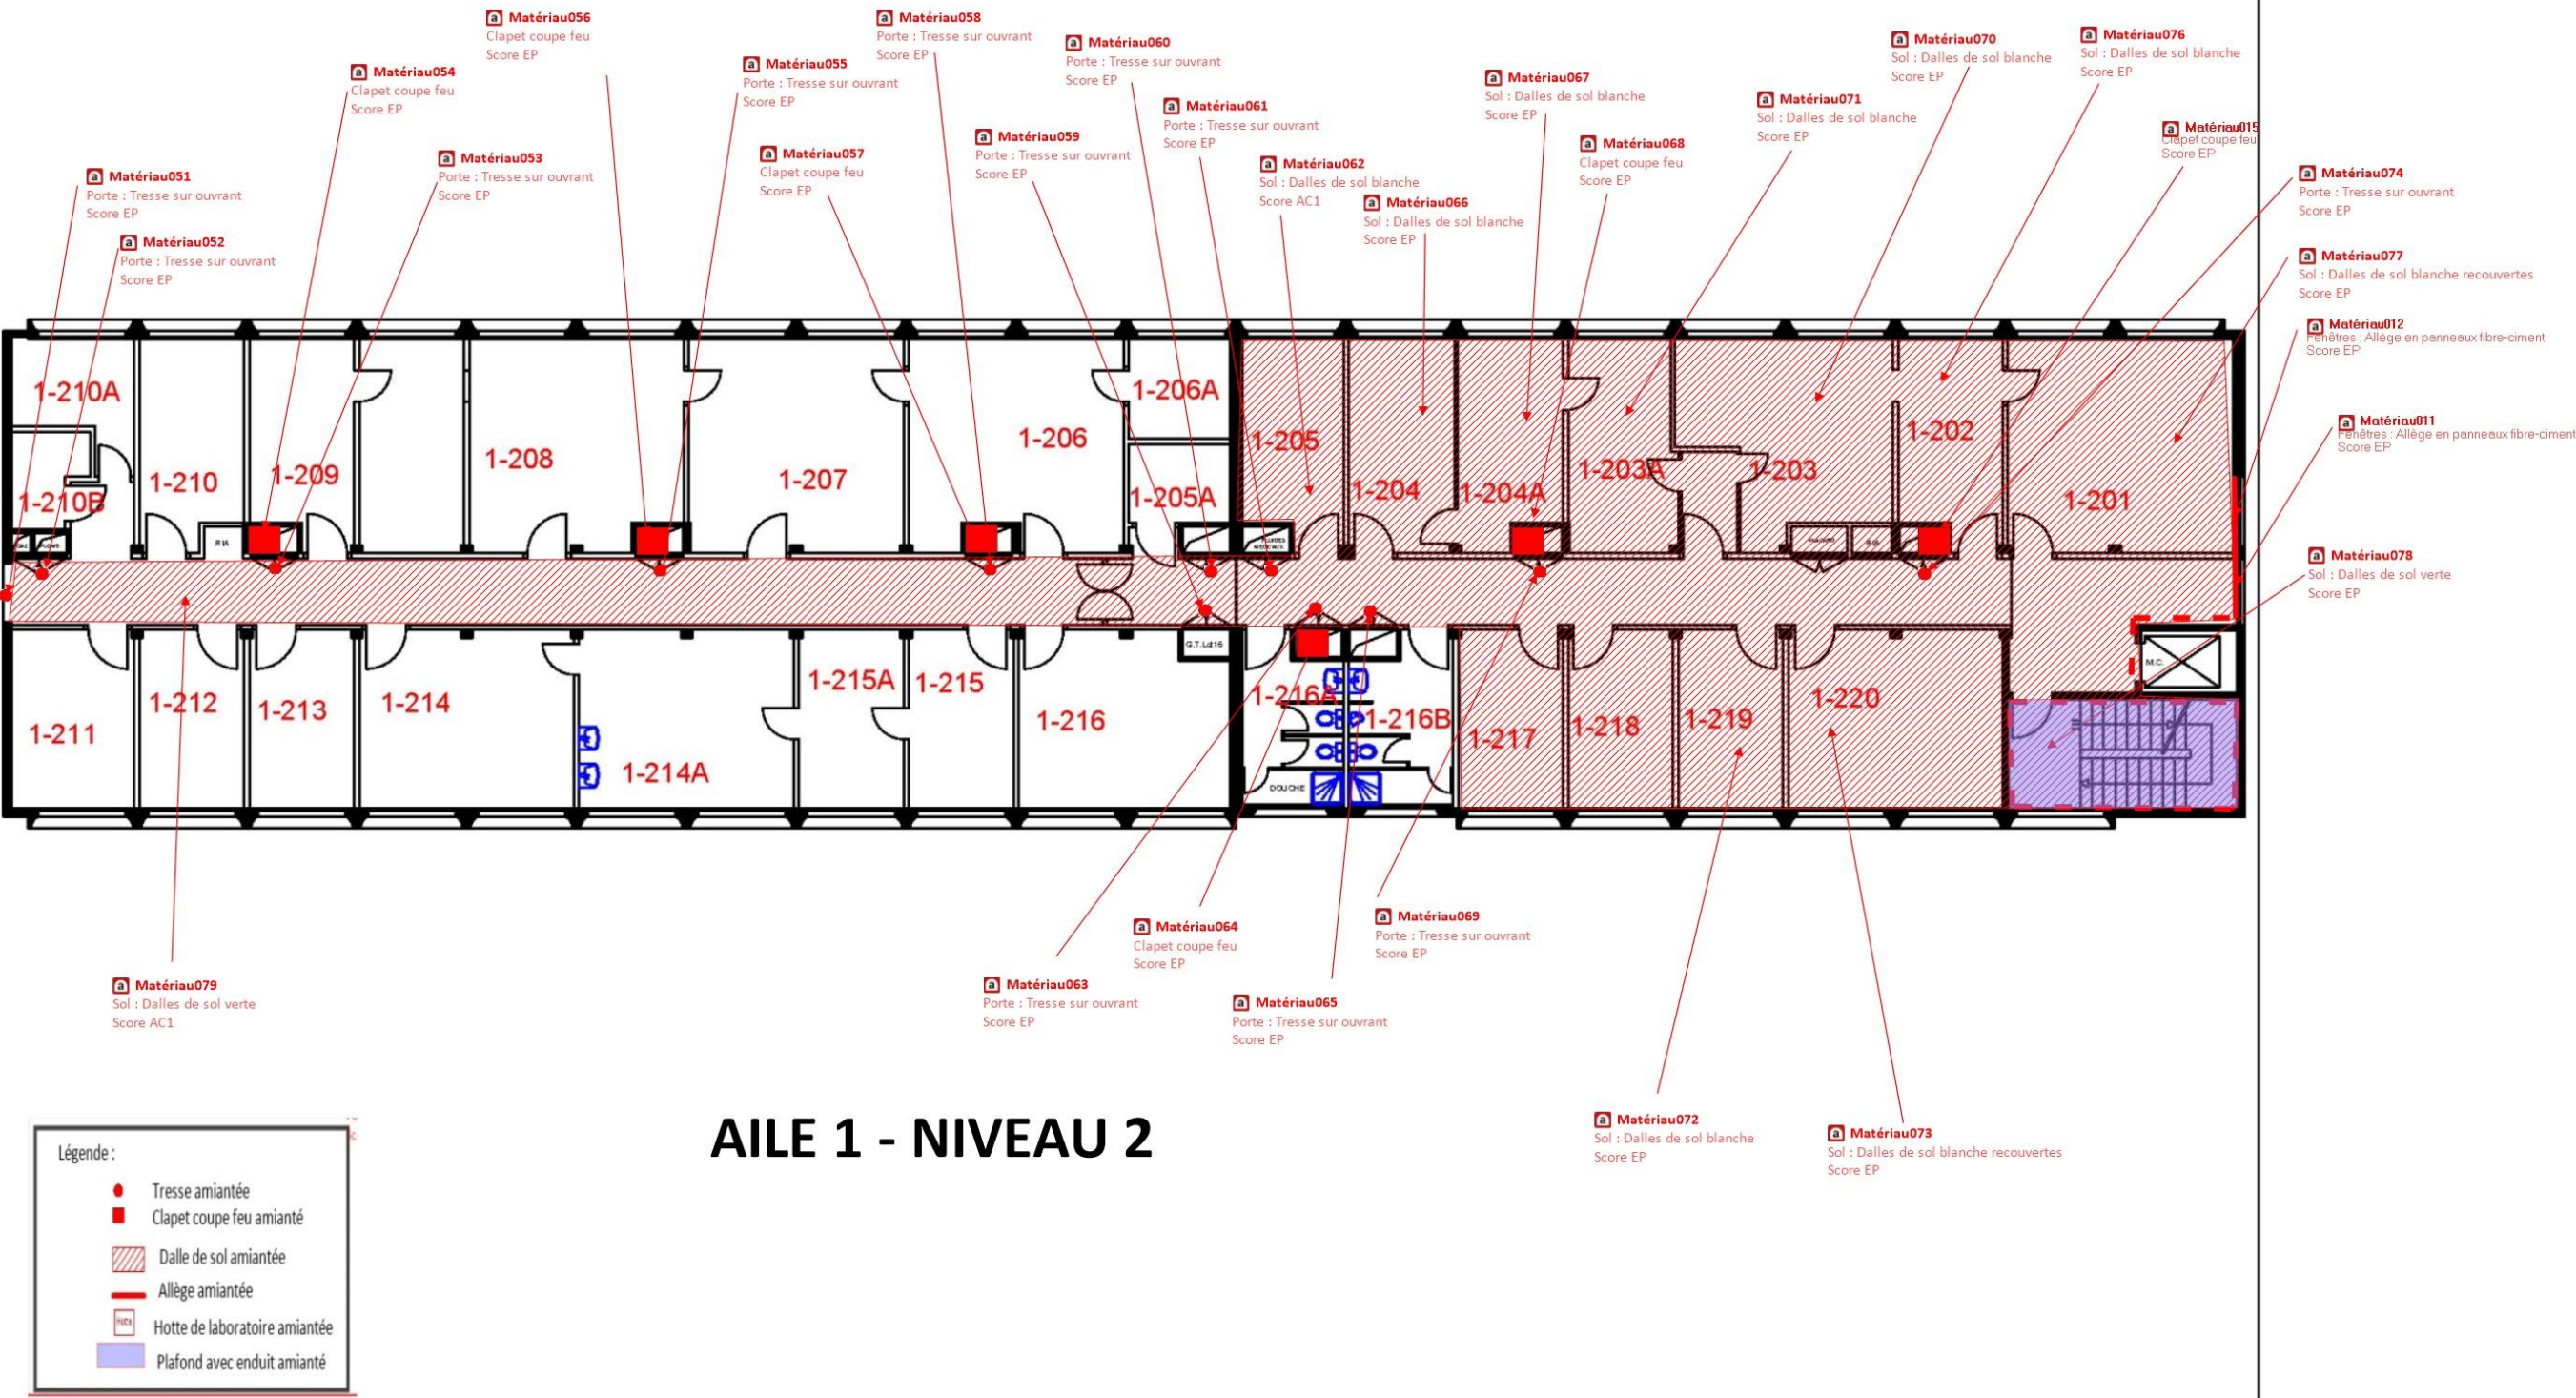 Matériau056
Clapet coupe feu
Score EP
Matériau058
Porte : Tresse sur ouvrant
Score EP
Matériau060
Porte : Tresse sur ouvrant
Score EP
Matériau054
Clapet coupe feu
Score EP
Matériau055
Porte : Tresse sur ouvrant
Score EP
Matériau061
Porte : Tresse sur ouvrant
Score EP
Matériau067
Sol : Dalles de sol blanche
Score EP
Matériau070
Sol : Dalles de sol blanche
Score EP
Matériau076
Sol : Dalles de sol blanche
Score EP
Matériau071
Sol : Dalles de sol blanche
Score EP
Matériau015
Clapet coupe feu
Score EP
Matériau059
Porte : Tresse sur ouvrant
Score EP
Matériau068
Clapet coupe feu
Score EP
Matériau053
Porte : Tresse sur ouvrant
Score EP
Matériau057
Clapet coupe feu
Score EP
Matériau062
Sol : Dalles de sol blanche
Score AC1
Matériau051
Porte : Tresse sur ouvrant
Score EP
Matériau074
Porte : Tresse sur ouvrant
Score EP
Matériau066
Sol : Dalles de sol blanche
Score EP
Matériau052
Porte : Tresse sur ouvrant
Score EP
Matériau077
Sol : Dalles de sol blanche recouvertes
Score EP
Matériau012
Fenêtres : Allège en panneaux fibre-ciment
Score EP
Matériau011
Fenêtres : Allège en panneaux fibre-ciment
Score EP
Matériau078
Sol : Dalles de sol verte
Score EP
1-210A
1-210B
1-210
1-209
1-208
1-207
1-206
1-206A
1-205A
1-205
1-204
1-204A
1-203A
1-203
1-202
1-201
RIA
RIA
G.T. Lot16
M.C.
1-211
1-212
1-213
1-214
1-214A
1-215A
1-215
1-216
1-216A
1-216B
1-217
1-218
1-219
1-220
DOUCHE
Matériau069
Porte : Tresse sur ouvrant
Score EP
Matériau064
Clapet coupe feu
Score EP
Matériau079
Sol : Dalles de sol verte
Score AC1
Matériau063
Porte : Tresse sur ouvrant
Score EP
Matériau065
Porte : Tresse sur ouvrant
Score EP
Matériau072
Sol : Dalles de sol blanche
Score EP
Matériau073
Sol : Dalles de sol blanche recouvertes
Score EP
AILE 1 - NIVEAU 2
Légende :
Tresse amiantée
Clapet coupe feu amianté
Dalle de sol amiantée
Allège amiantée
Hotte
Hotte de laboratoire amiantée
Plafond avec enduit amianté